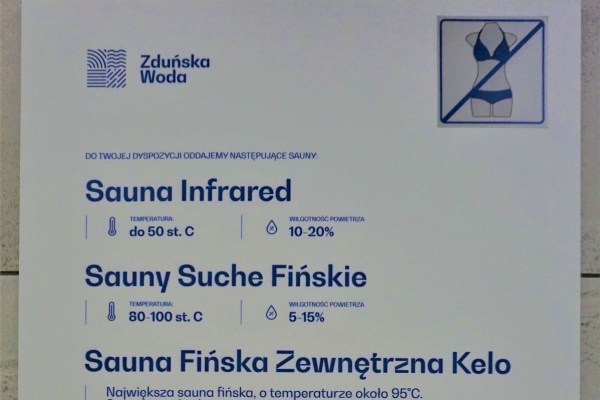 Zduńska
Woda
DO TWOJEJ DYSPOZYCJI ODDAJEMY NASTĘPUJĄCE SAUNY:
Sauna Infrared
TEMPERATURA: WILGOTNOŚĆ POWIETRZA
do 50 st. C 10-20%
Sauny Suche Fińskie
TEMPERATURA: WILGOTNOŚĆ POWIETRZA
80-100 st. C 5-15%
Sauna Fińska Zewnętrzna Kelo
Największa sauna fińska, o temperaturze około 95°C.